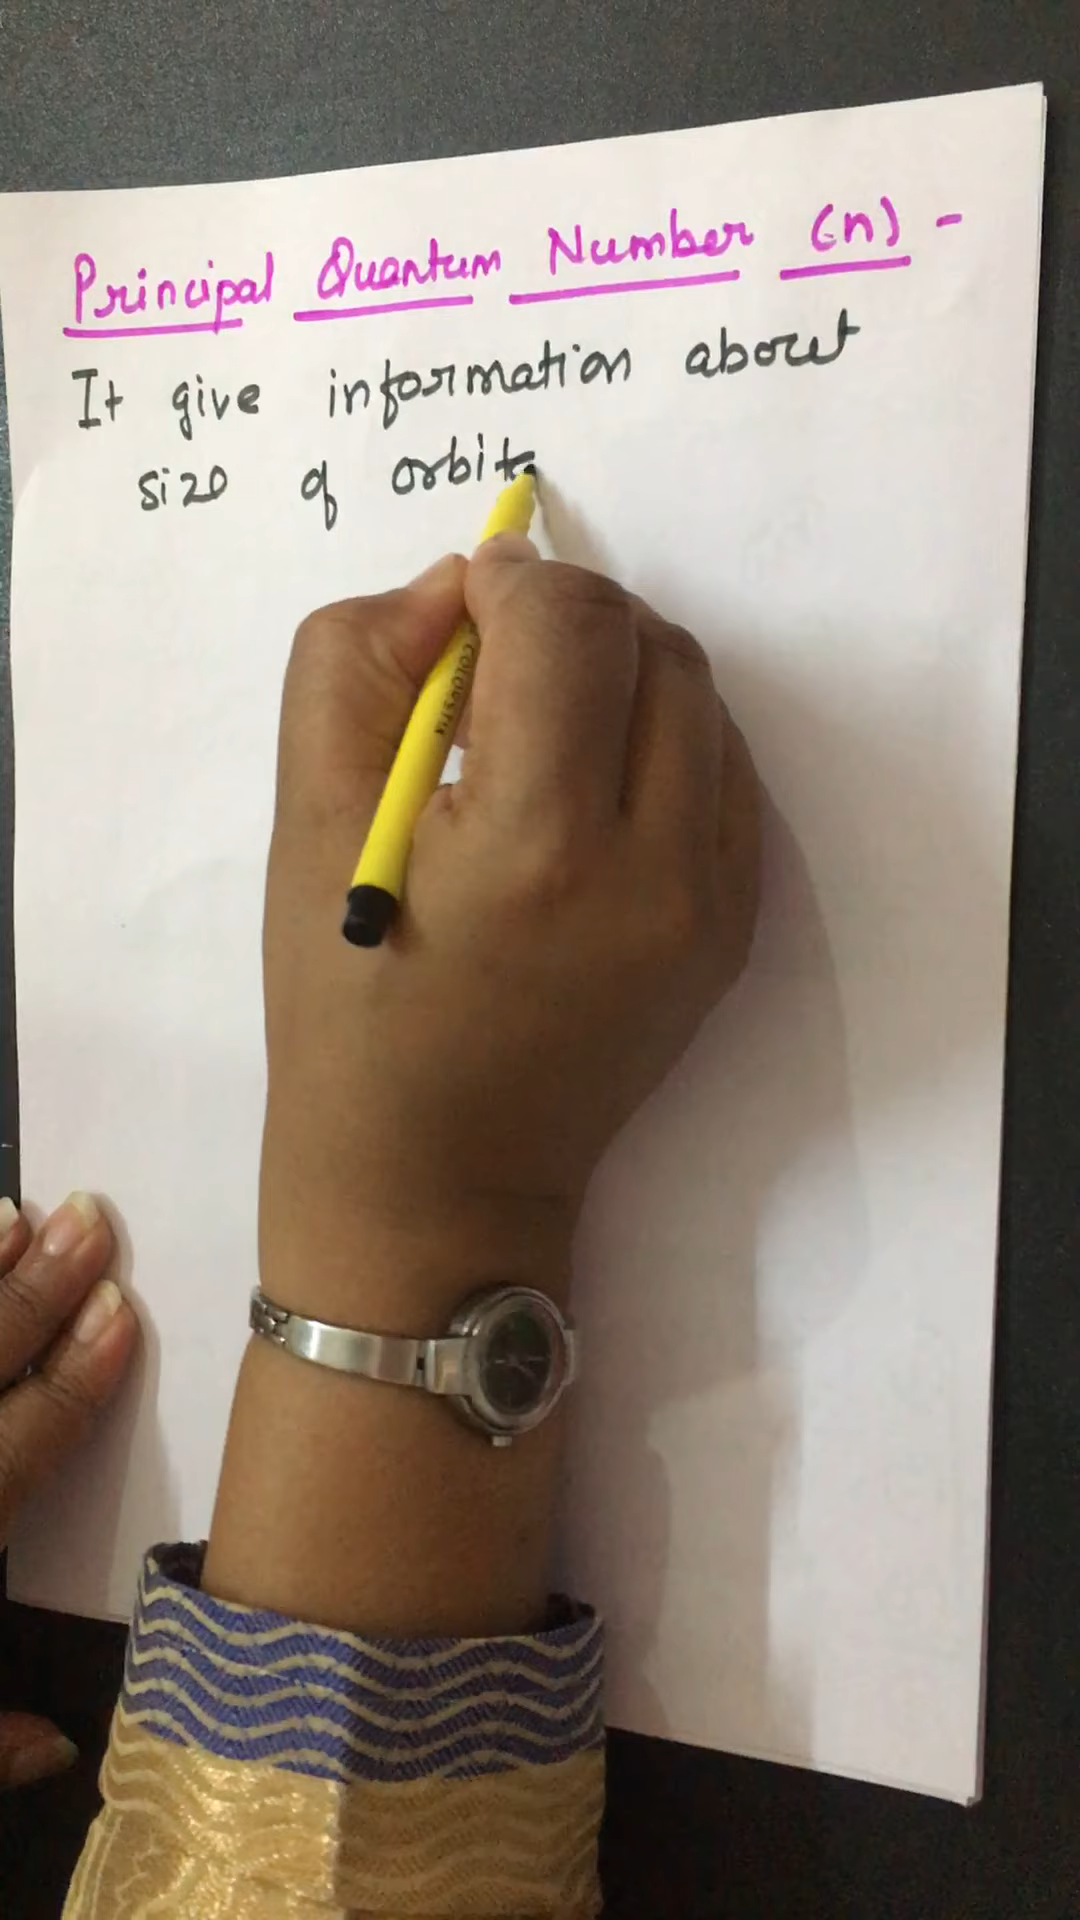 Principal Quantum Number (n) -
It give information about
size of orbit